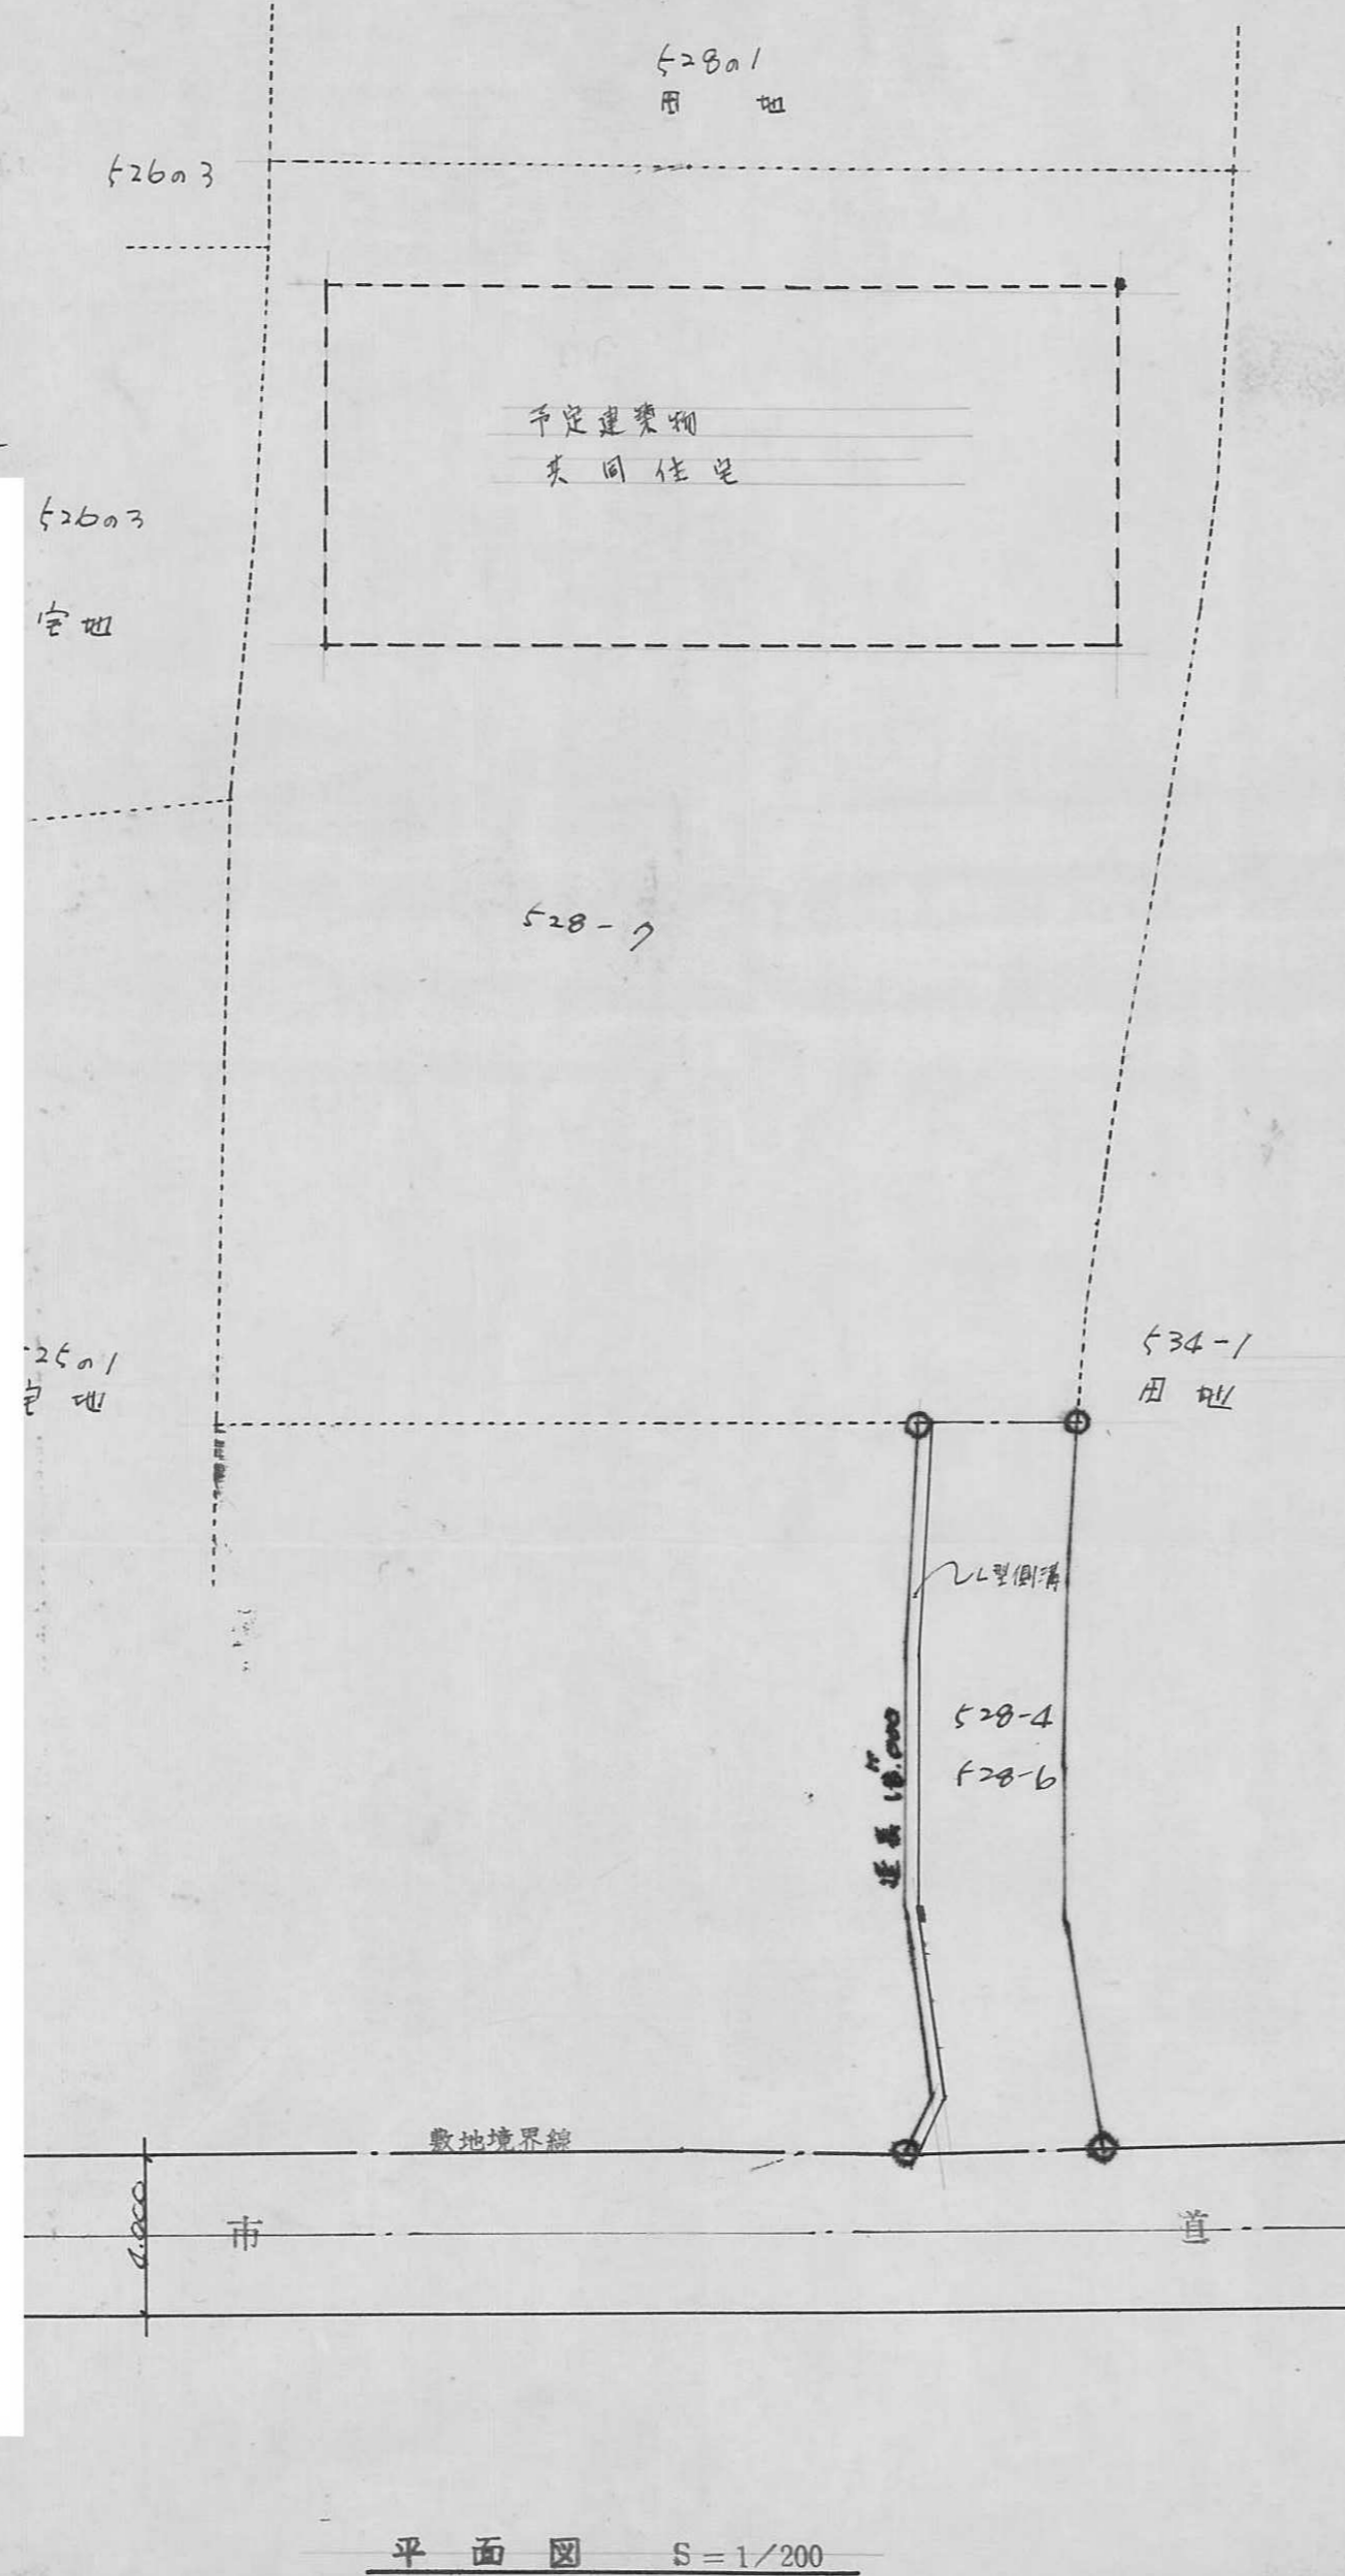 528の1
田 地
526の3
予定建築物
共同住宅
526の3
宅地
528-7
25の1
宅地
534-1
田 地
L型側溝
528-4
528-6
延長 18.000
敷地境界線
4.000
市 道
平面図 S=1/200